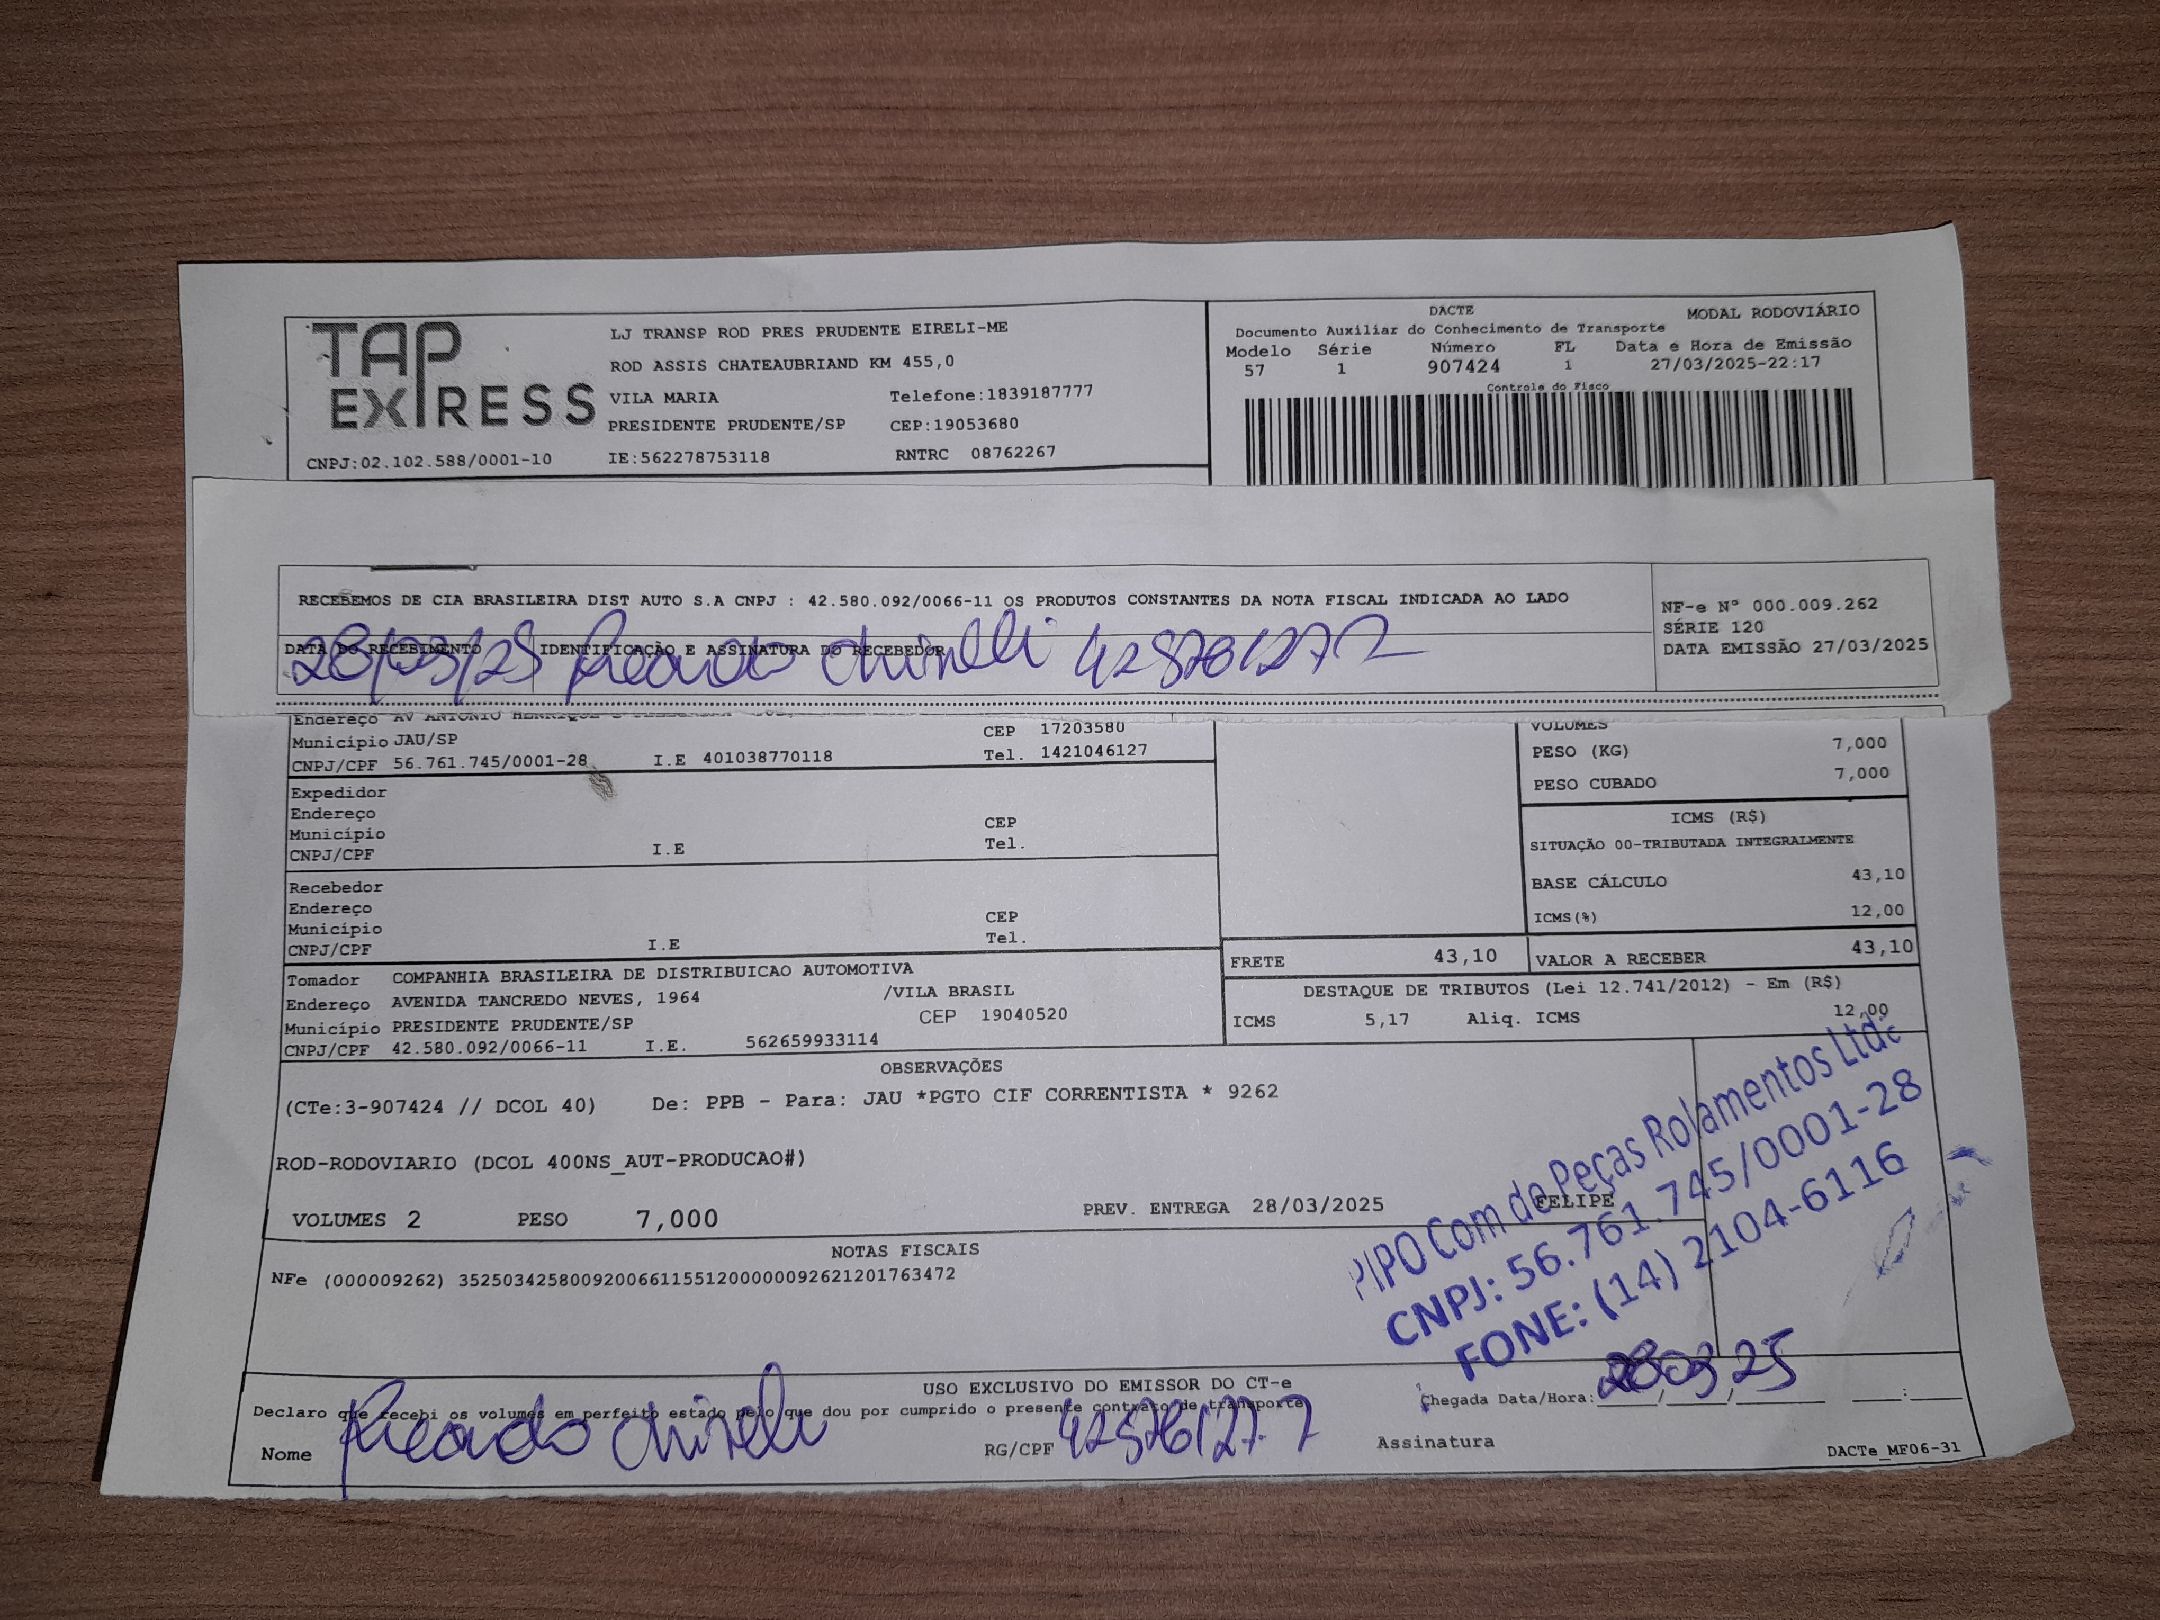 TAP EXPRESS
LJ TRANSP ROD PRES PRUDENTE EIRELI-ME
ROD ASSIS CHATEAUBRIAND KM 455,0
VILA MARIA Telefone:1839187777
PRESIDENTE PRUDENTE/SP CEP:19053680
CNPJ:02.102.588/0001-10 IE:562278753118 RNTRC 08762267
DACTE MODAL RODOVIÁRIO
Documento Auxiliar do Conhecimento de Transporte
Modelo Série Número FL Data e Hora de Emissão
57 1 907424 1 27/03/2025-22:17
Controle do Fisco
RECEBEMOS DE CIA BRASILEIRA DIST AUTO S.A CNPJ : 42.580.092/0066-11 OS PRODUTOS CONSTANTES DA NOTA FISCAL INDICADA AO LADO
DATA DO RECEBIMENTO IDENTIFICAÇÃO E ASSINATURA DO RECEBEDOR
28/03/25 Ricardo
NF-e Nº 000.009.262
SÉRIE 120
DATA EMISSÃO 27/03/2025
Endereço AV ANTONIO CEP 17203580
Município JAU/SP Tel. 1421046127
CNPJ/CPF 56.761.745/0001-28 I.E 401038770118
Expedidor
Endereço
Município CEP
CNPJ/CPF I.E Tel.
Recebedor
Endereço
Município CEP
CNPJ/CPF I.E Tel.
Tomador COMPANHIA BRASILEIRA DE DISTRIBUICAO AUTOMOTIVA
Endereço AVENIDA TANCREDO NEVES, 1964 /VILA BRASIL
Município PRESIDENTE PRUDENTE/SP CEP 19040520
CNPJ/CPF 42.580.092/0066-11 I.E. 562659933114
VOLUMES
PESO (KG) 7,000
PESO CUBADO 7,000
ICMS (R$)
SITUAÇÃO 00-TRIBUTADA INTEGRALMENTE
BASE CÁLCULO 43,10
ICMS(%) 12,00
FRETE 43,10 VALOR A RECEBER 43,10
DESTAQUE DE TRIBUTOS (Lei 12.741/2012) - Em (R$)
ICMS 5,17 Aliq. ICMS 12,00
OBSERVAÇÕES
(CTe:3-907424 // DCOL 40) De: PPB - Para: JAU *PGTO CIF CORRENTISTA * 9262
ROD-RODOVIARIO (DCOL 400NS_AUT-PRODUCAO#)
VOLUMES 2 PESO 7,000 PREV. ENTREGA 28/03/2025 FELIPE
NOTAS FISCAIS
NFe (000009262) 35250342580092006611551200000092621201763472
PIPO Com de Peças Rolamentos Ltda
CNPJ: 56.761.745/0001-28
FONE: (14) 2104-6116
USO EXCLUSIVO DO EMISSOR DO CT-e
Declaro que recebi os volumes em perfeito estado pelo que dou por cumprido o presente contrato de transporte
Chegada Data/Hora: 28 03 25 :
Nome Ricardo RG/CPF Assinatura
DACTe_MF06-31